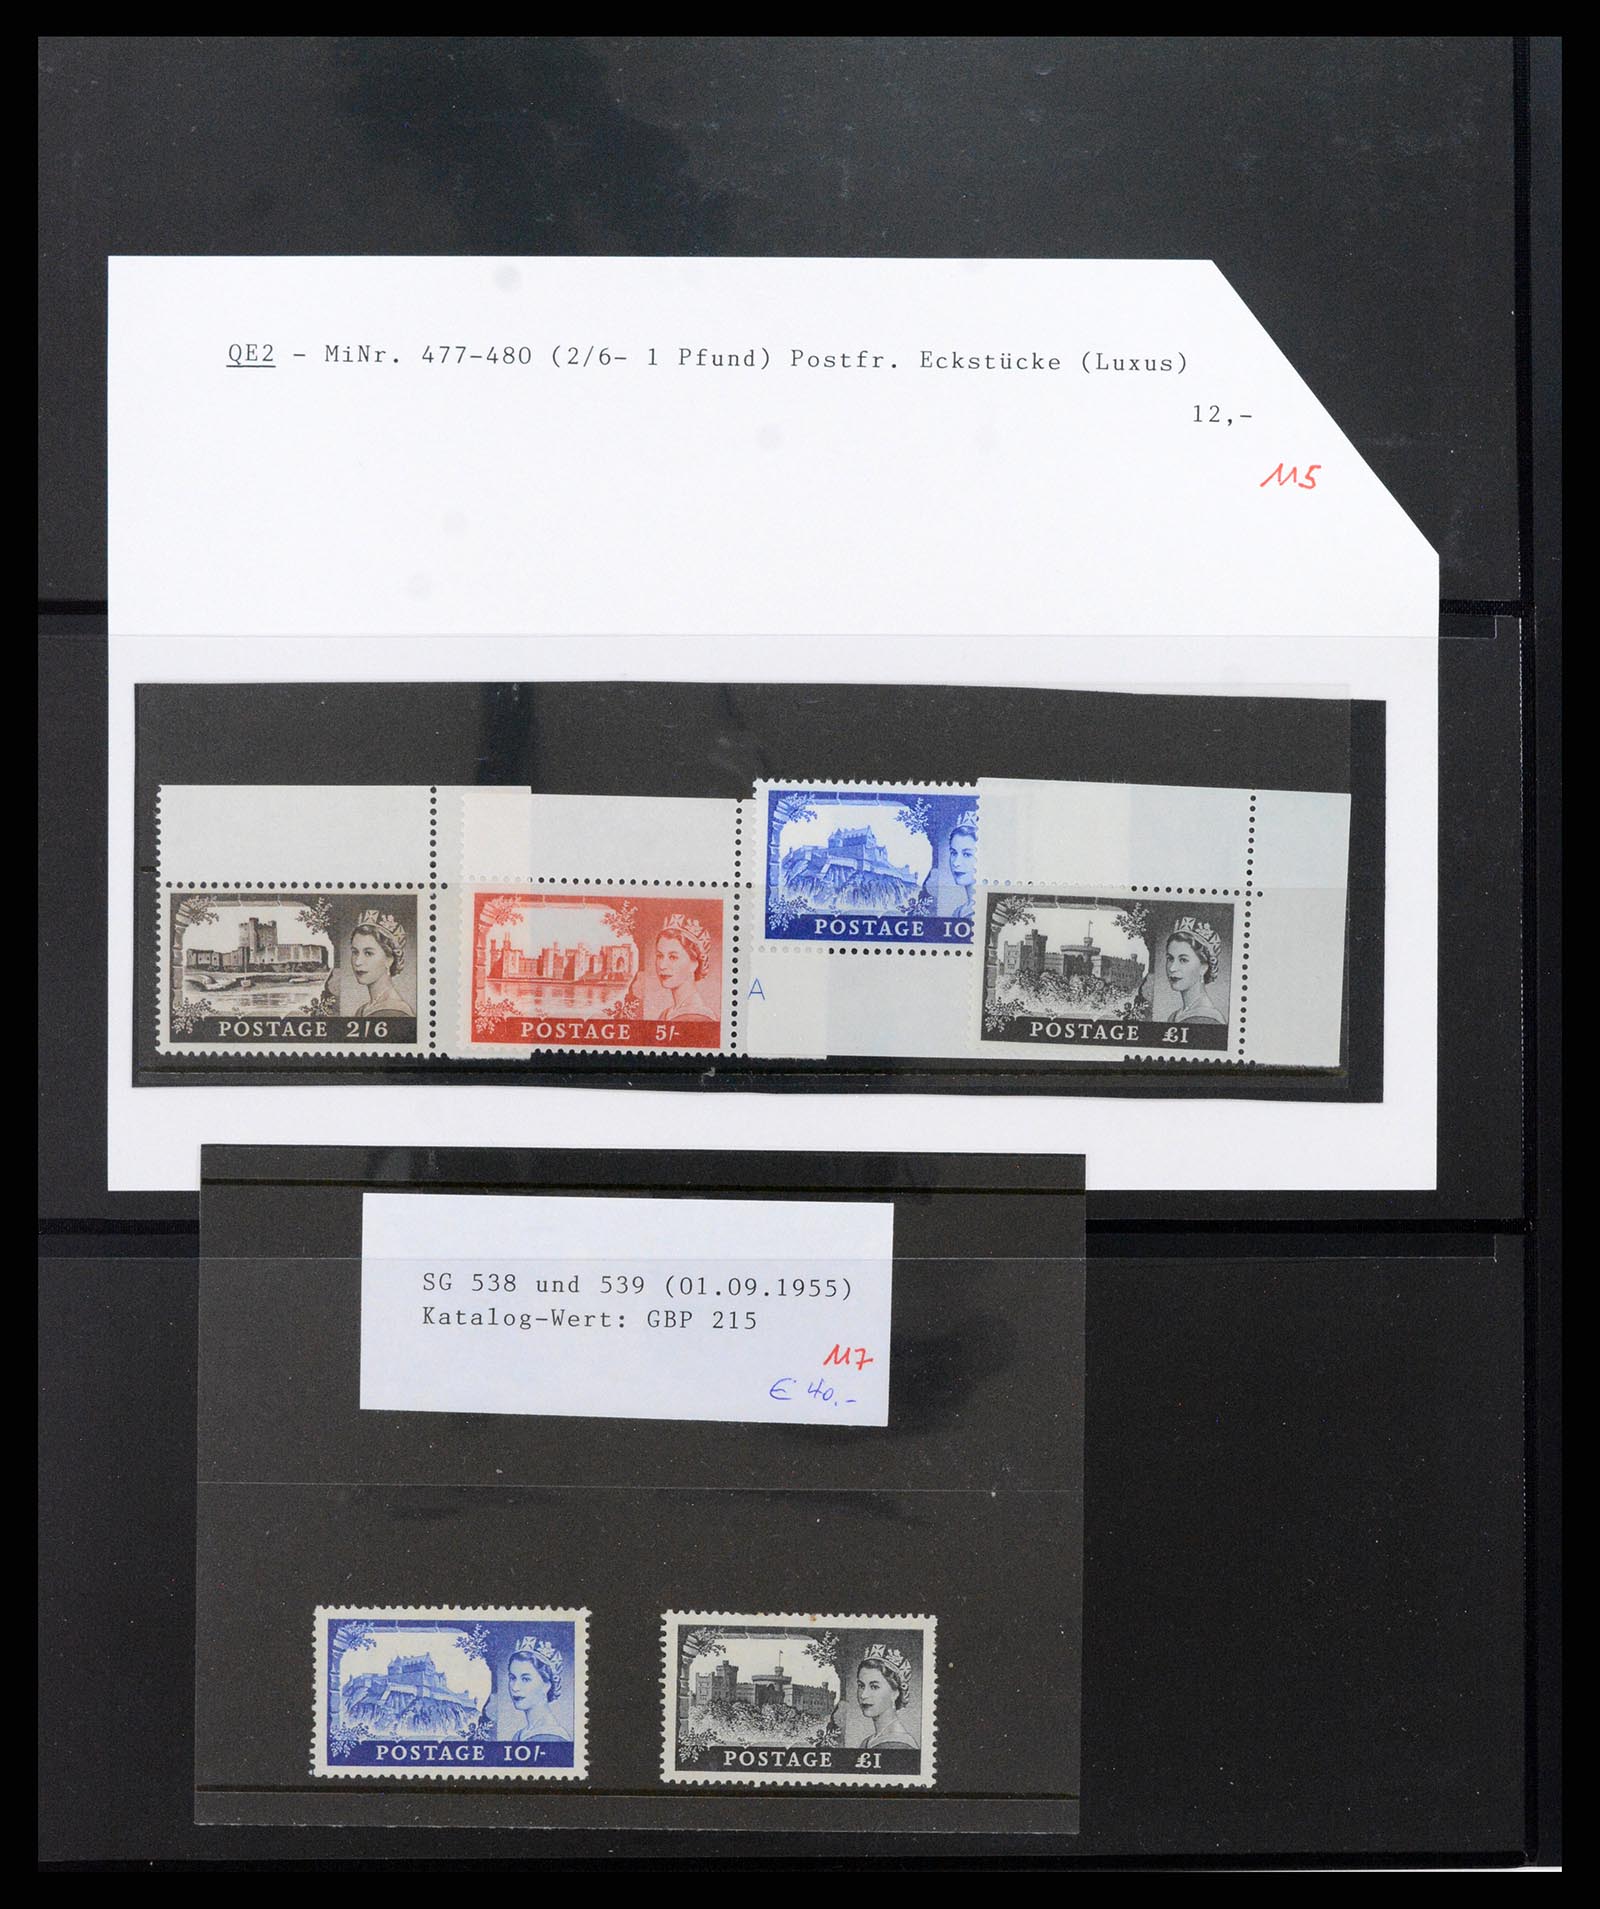 QE2 - MiNr. 477-480 (2/6- 1 Pfund) Postfr. Eckstücke (Luxus)
12,-
115
POSTAGE 2/6
POSTAGE 5/-
POSTAGE 10
POSTAGE £1
A
SG 538 und 539 (01.09.1955)
Katalog-Wert: GBP 215
117
€ 40.-
POSTAGE 10/-
POSTAGE £1